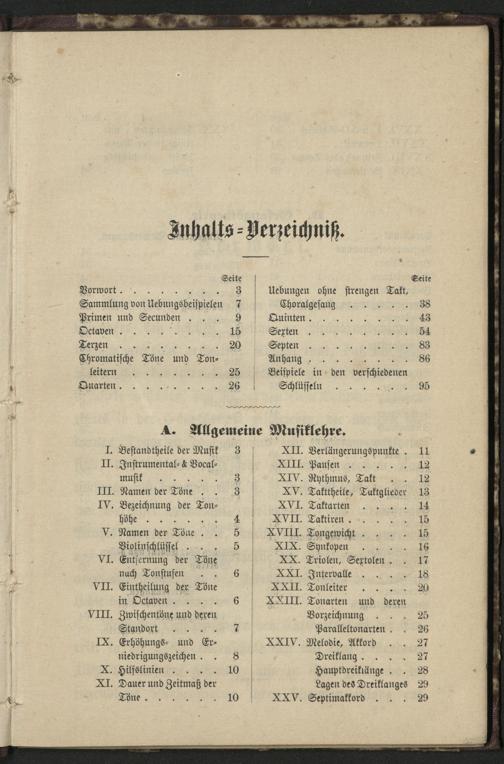 Inhalts-Verzeichniß.
Seite
Vorwort . . . . . . . . 3
Sammlung von Uebungsbeispielen 7
Primen und Secunden . . . 9
Octaven . . . . . . . . 15
Terzen . . . . . . . . 20
Chromatische Töne und Ton-
leitern . . . . . . . 25
Quarten . . . . . . . . 26
Seite
Uebungen ohne strengen Takt,
Choralgesang . . . . . 38
Quinten . . . . . . . . 43
Sexten . . . . . . . . 54
Septen . . . . . . . . 83
Anhang . . . . . . . . 86
Beispiele in den verschiedenen
Schlüsseln . . . . . . 95
A. Allgemeine Musiklehre.
I. Bestandtheile der Musik 3
II. Instrumental- & Vocal-
musik . . . . . 3
III. Namen der Töne . . 3
IV. Bezeichnung der Ton-
höhe . . . . . . 4
V. Namen der Töne . . 5
Violinschlüssel . . . 5
VI. Entfernung der Töne
nach Tonstufen . . 6
VII. Eintheilung der Töne
in Octaven . . . . 6
VIII. Zwischentöne und deren
Standort . . . . 7
IX. Erhöhungs- und Er-
niedrigungszeichen . . 8
X. Hilfslinien . . . . 10
XI. Dauer und Zeitmaß der
Töne . . . . . . 10
XII. Verlängerungspunkte . 11
XIII. Pausen . . . . . 12
XIV. Rythmus, Takt . . 12
XV. Takttheile, Taktglieder 13
XVI. Taktarten . . . . 14
XVII. Taktiren . . . . . 15
XVIII. Tongewicht . . . . 15
XIX. Synkopen . . . . 16
XX. Triolen, Sextolen . . 17
XXI. Intervalle . . . . 18
XXII. Tonleiter . . . . 20
XXIII. Tonarten und deren
Vorzeichnung . . . 25
Paralleltonarten . . 26
XXIV. Melodie, Akkord . . 27
Dreiklang . . . . 27
Hauptdreiklänge . . 28
Lagen des Dreiklanges 29
XXV. Septimakkord . . . 29